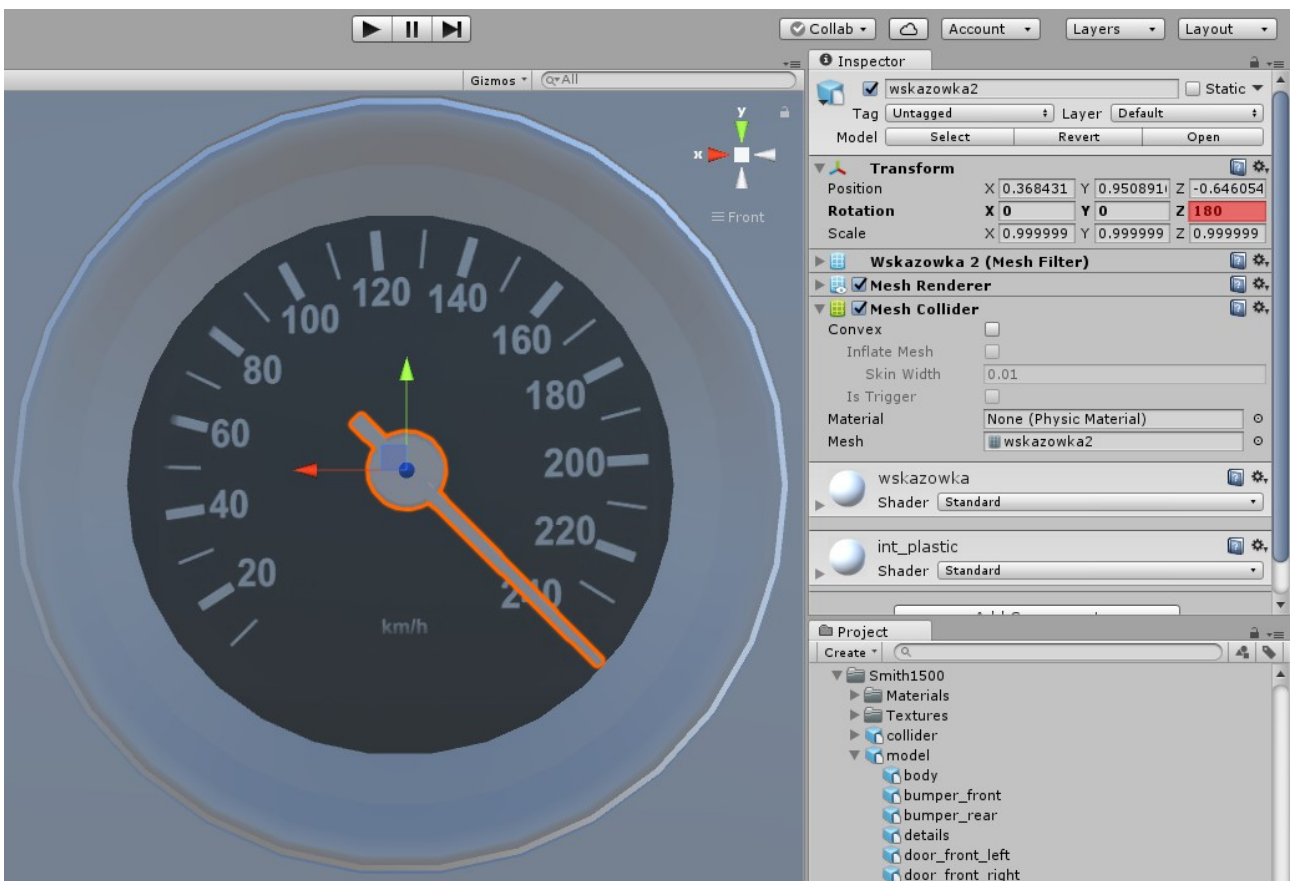 Collab Account Layers Layout
Inspector
Gizmos All
wskazowka2 Static
Tag Untagged Layer Default
Model Select Revert Open
y
x
Front
Transform
Position X 0.368431 Y 0.950891 Z -0.646054
Rotation X 0 Y 0 Z 180
Scale X 0.999999 Y 0.999999 Z 0.999999
Wskazowka 2 (Mesh Filter)
Mesh Renderer
Mesh Collider
Convex
Inflate Mesh
Skin Width 0.01
Is Trigger
Material None (Physic Material)
Mesh wskazowka2
wskazowka
Shader Standard
int_plastic
Shader Standard
20
40
60
80
100
120
140
160
180
200
220
240
km/h
Project
Create
Smith1500
Materials
Textures
collider
model
body
bumper_front
bumper_rear
details
door_front_left
door_front_right